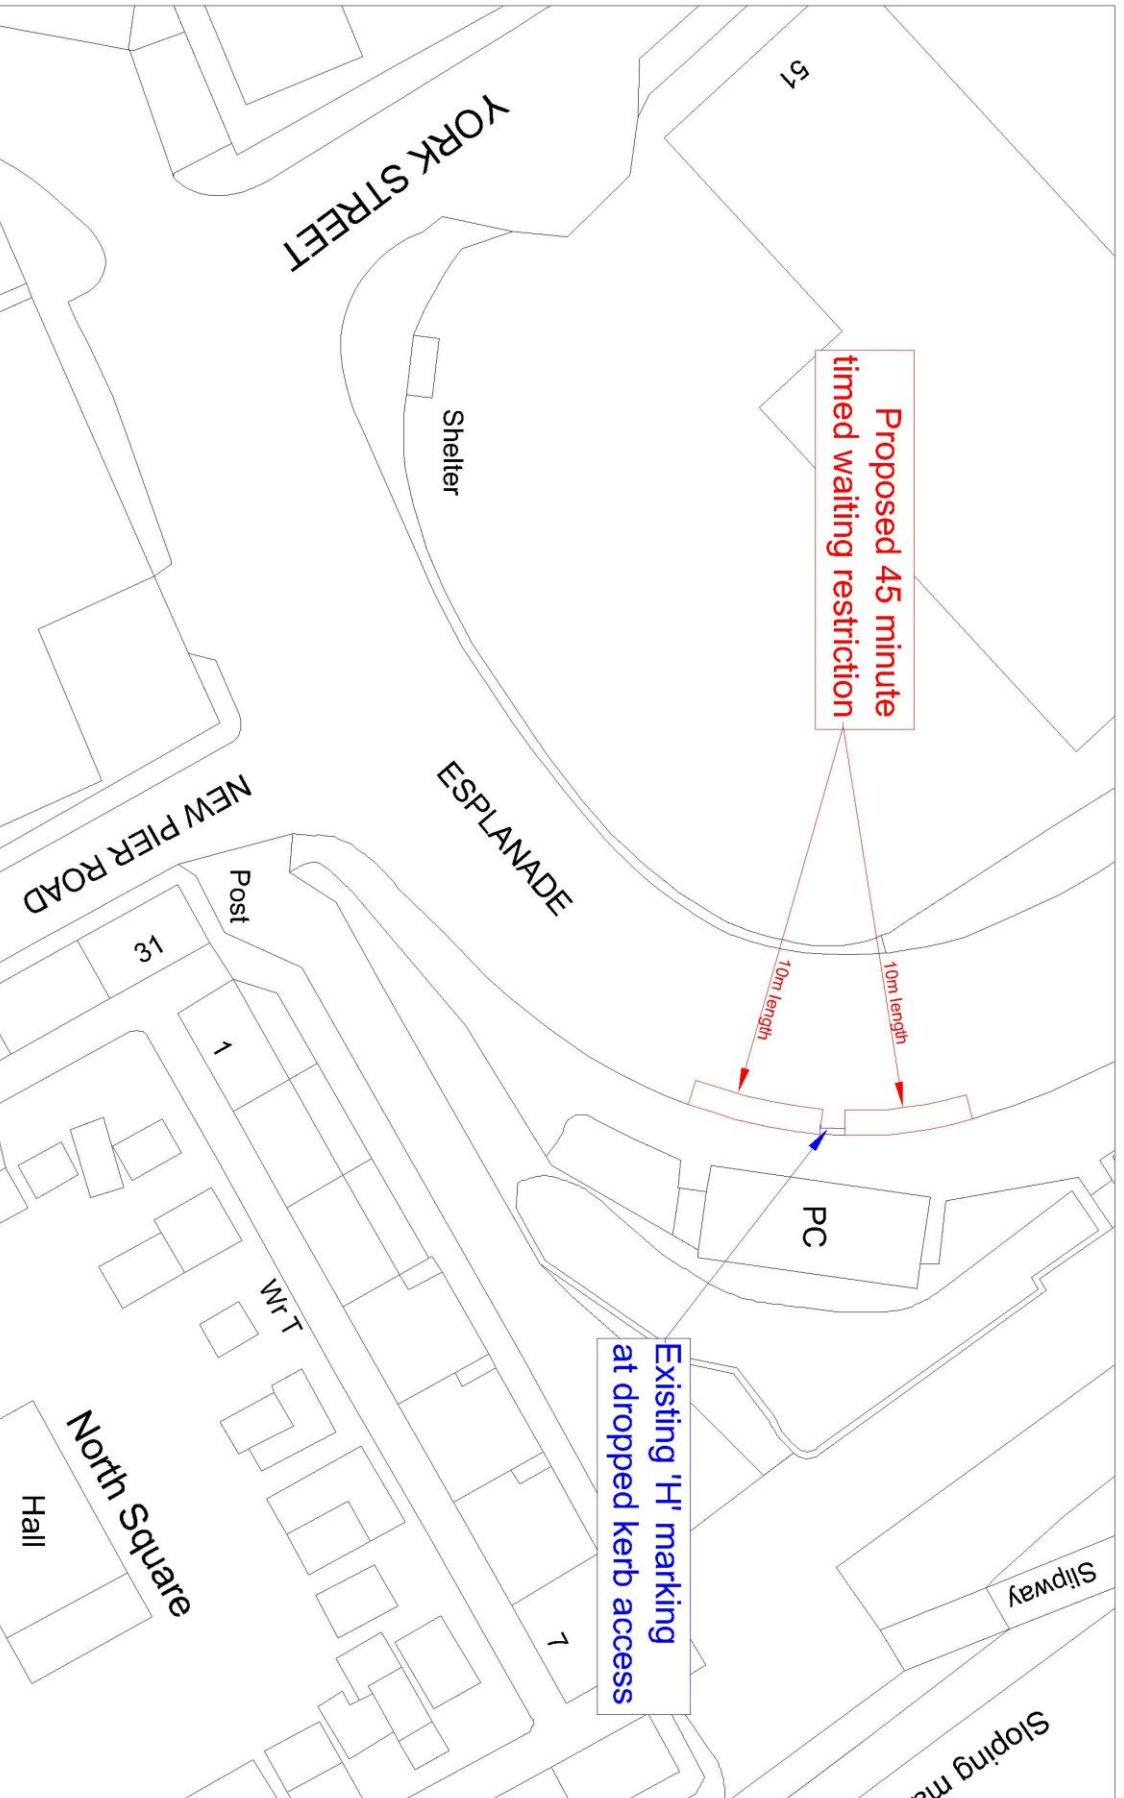 51
YORK STREET
Proposed 45 minute
timed waiting restriction
Shelter
ESPLANADE
10m length
10m length
NEW PIER ROAD
Post
31
1
PC
Existing 'H' marking
at dropped kerb access
Wr T
North Square
Hall
7
Slipway
Sloping